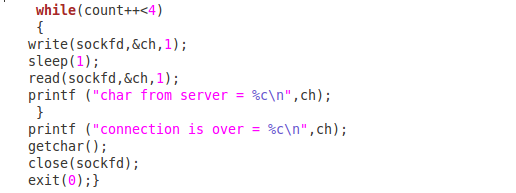 while(count++<4)
{
write(sockfd,&ch,1);
sleep(1);
read(sockfd,&ch,1);
printf ("char from server = %c\n",ch);
}
printf ("connection is over = %c\n",ch);
getchar();
close(sockfd);
exit(0);}